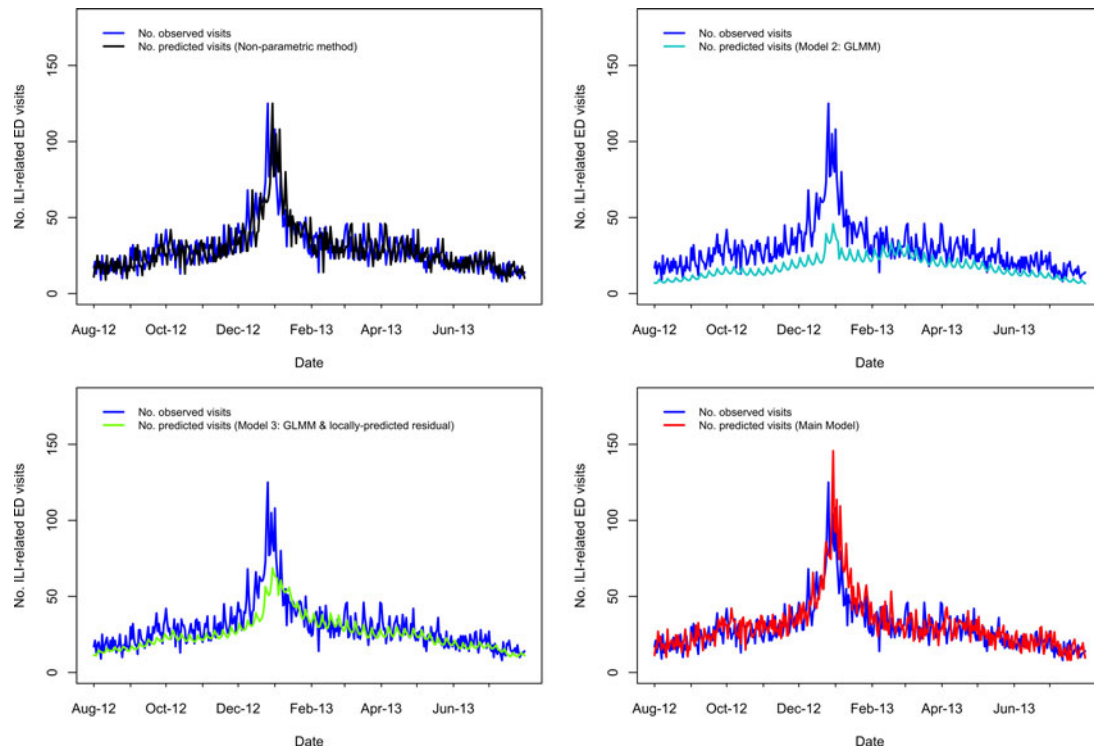 No. observed visits
No. predicted visits (Non-parametric method)
No. ILI-related ED visits
150
100
50
0
Aug-12 Oct-12 Dec-12 Feb-13 Apr-13 Jun-13
Date
No. observed visits
No. predicted visits (Model 2: GLMM)
No. ILI-related ED visits
150
100
50
0
Aug-12 Oct-12 Dec-12 Feb-13 Apr-13 Jun-13
Date
No. observed visits
No. predicted visits (Model 3: GLMM & locally-predicted residual)
No. ILI-related ED visits
150
100
50
0
Aug-12 Oct-12 Dec-12 Feb-13 Apr-13 Jun-13
Date
No. observed visits
No. predicted visits (Main Model)
No. ILI-related ED visits
150
100
50
0
Aug-12 Oct-12 Dec-12 Feb-13 Apr-13 Jun-13
Date